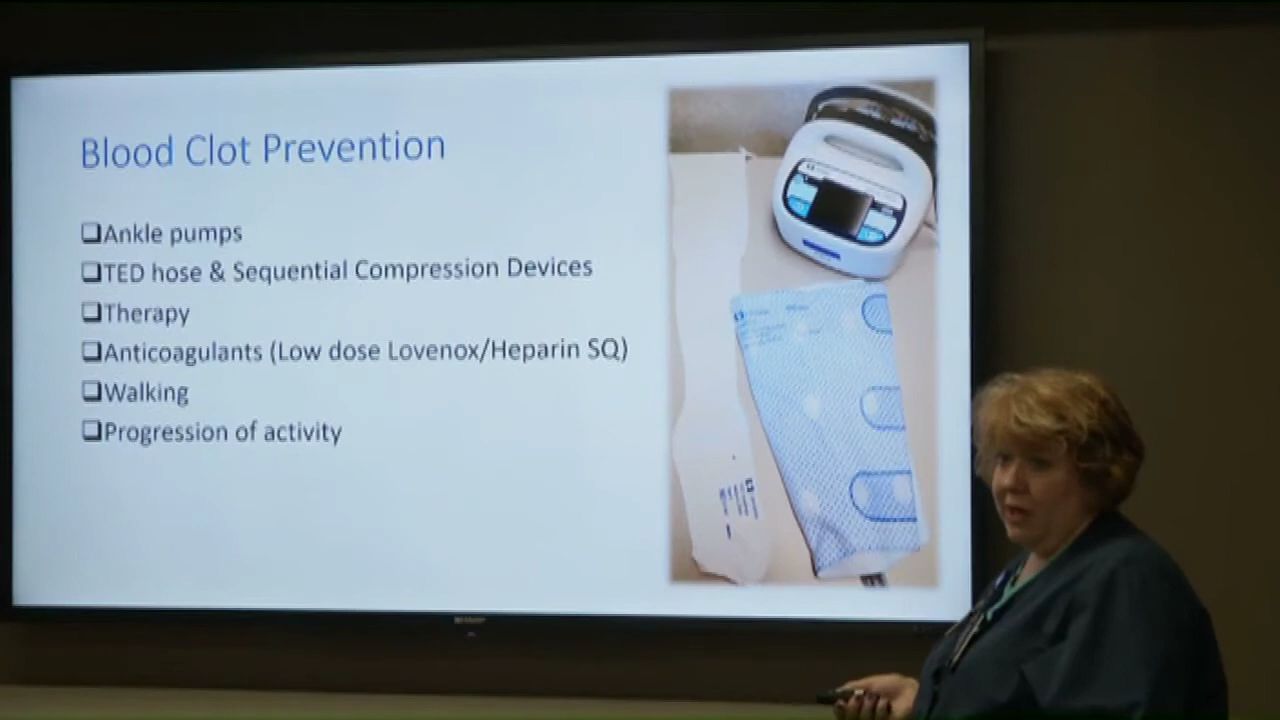 Blood Clot Prevention
❑Ankle pumps
❑TED hose & Sequential Compression Devices
❑Therapy
❑Anticoagulants (Low dose Lovenox/Heparin SQ)
❑Walking
❑Progression of activity